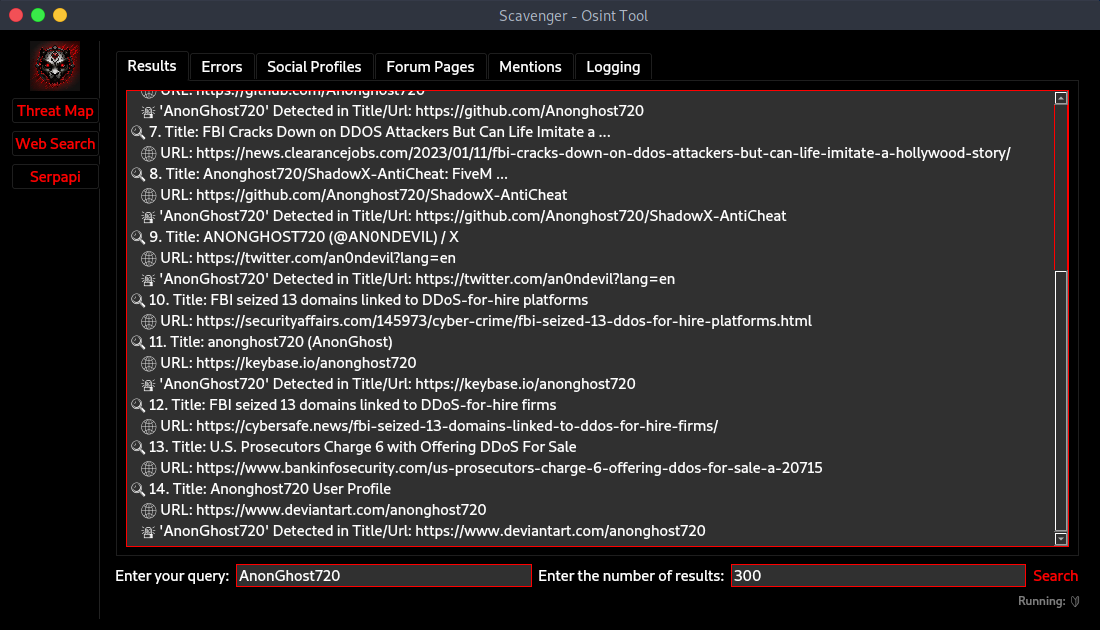 Scavenger - Osint Tool
Threat Map
Web Search
Serpapi
Results
Errors
Social Profiles
Forum Pages
Mentions
Logging
URL: https://github.com/Anonghost720
'AnonGhost720' Detected in Title/Url: https://github.com/Anonghost720
7. Title: FBI Cracks Down on DDOS Attackers But Can Life Imitate a ...
URL: https://news.clearancejobs.com/2023/01/11/fbi-cracks-down-on-ddos-attackers-but-can-life-imitate-a-hollywood-story/
8. Title: Anonghost720/ShadowX-AntiCheat: FiveM ...
URL: https://github.com/Anonghost720/ShadowX-AntiCheat
'AnonGhost720' Detected in Title/Url: https://github.com/Anonghost720/ShadowX-AntiCheat
9. Title: ANONGHOST720 (@AN0NDEVIL) / X
URL: https://twitter.com/an0ndevil?lang=en
'AnonGhost720' Detected in Title/Url: https://twitter.com/an0ndevil?lang=en
10. Title: FBI seized 13 domains linked to DDoS-for-hire platforms
URL: https://securityaffairs.com/145973/cyber-crime/fbi-seized-13-ddos-for-hire-platforms.html
11. Title: anonghost720 (AnonGhost)
URL: https://keybase.io/anonghost720
'AnonGhost720' Detected in Title/Url: https://keybase.io/anonghost720
12. Title: FBI seized 13 domains linked to DDoS-for-hire firms
URL: https://cybersafe.news/fbi-seized-13-domains-linked-to-ddos-for-hire-firms/
13. Title: U.S. Prosecutors Charge 6 with Offering DDoS For Sale
URL: https://www.bankinfosecurity.com/us-prosecutors-charge-6-offering-ddos-for-sale-a-20715
14. Title: Anonghost720 User Profile
URL: https://www.deviantart.com/anonghost720
'AnonGhost720' Detected in Title/Url: https://www.deviantart.com/anonghost720
Enter your query: AnonGhost720 Enter the number of results: 300 Search
Running: